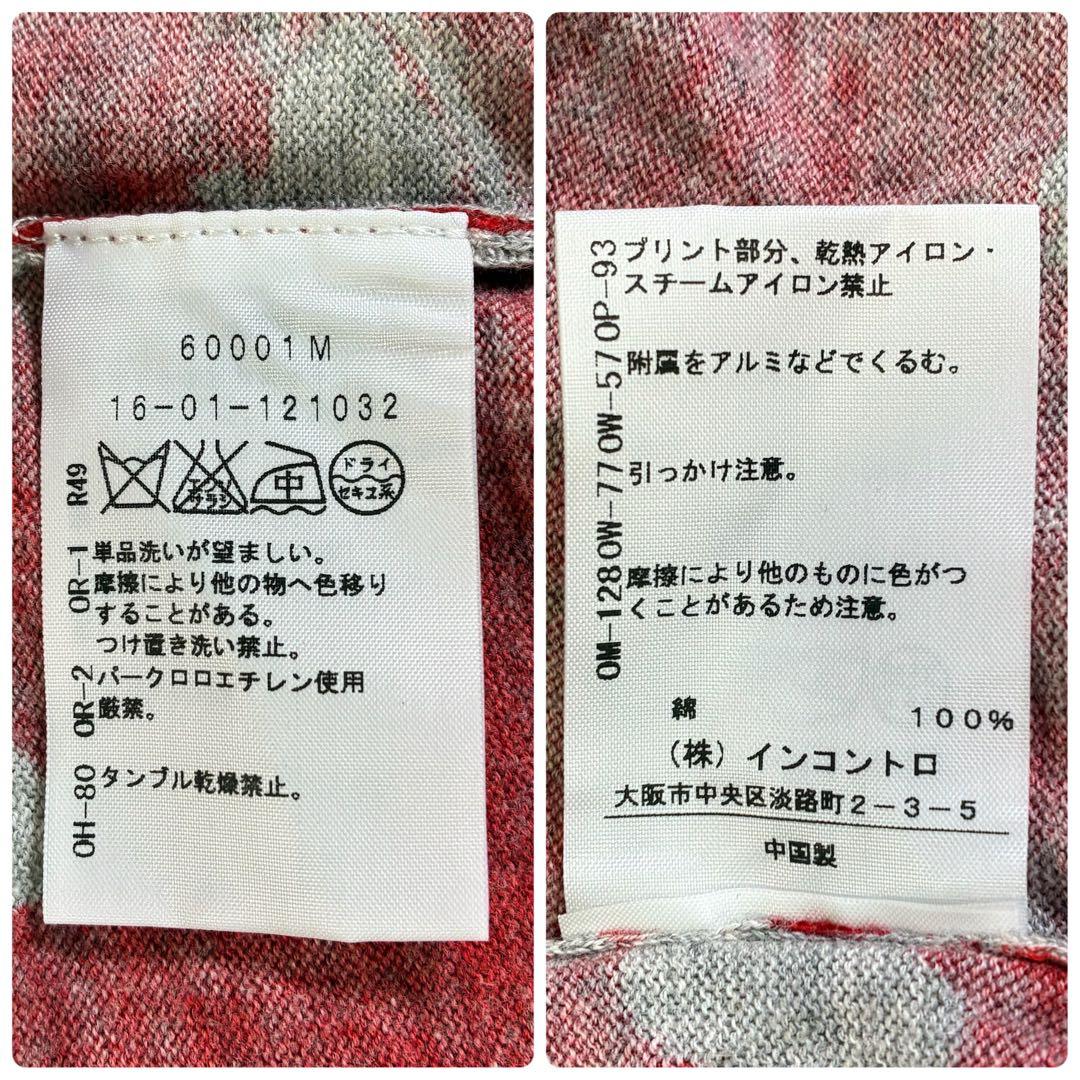 60001M
16-01-121032
エンソ
ブラシ
中
ドライ
セキユ系
R49
OR-1
単品洗いが望ましい。
摩擦により他の物へ色移り
することがある。
つけ置き洗い禁止。
OR-2
パークロロエチレン使用
厳禁。
OH-80
タンブル乾燥禁止。
OP-93
プリント部分、乾熱アイロン・
スチームアイロン禁止
OW-57
附属をアルミなどでくるむ。
OW-77
引っかけ注意。
OM-128
摩擦により他のものに色がつ
くことがあるため注意。
綿 100%
(株)インコントロ
大阪市中央区淡路町2-3-5
中国製